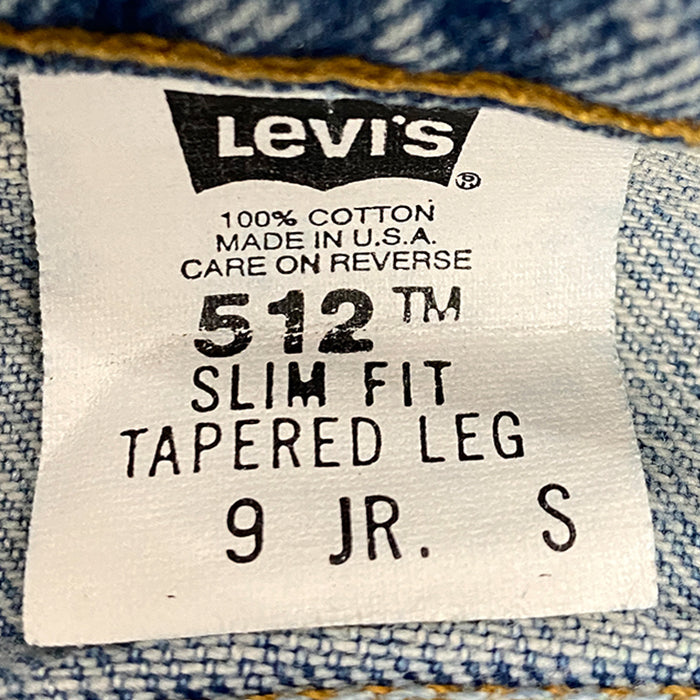 Levi's ®
100% COTTON
MADE IN U.S.A.
CARE ON REVERSE
512™
SLIM FIT
TAPERED LEG
9 JR. S